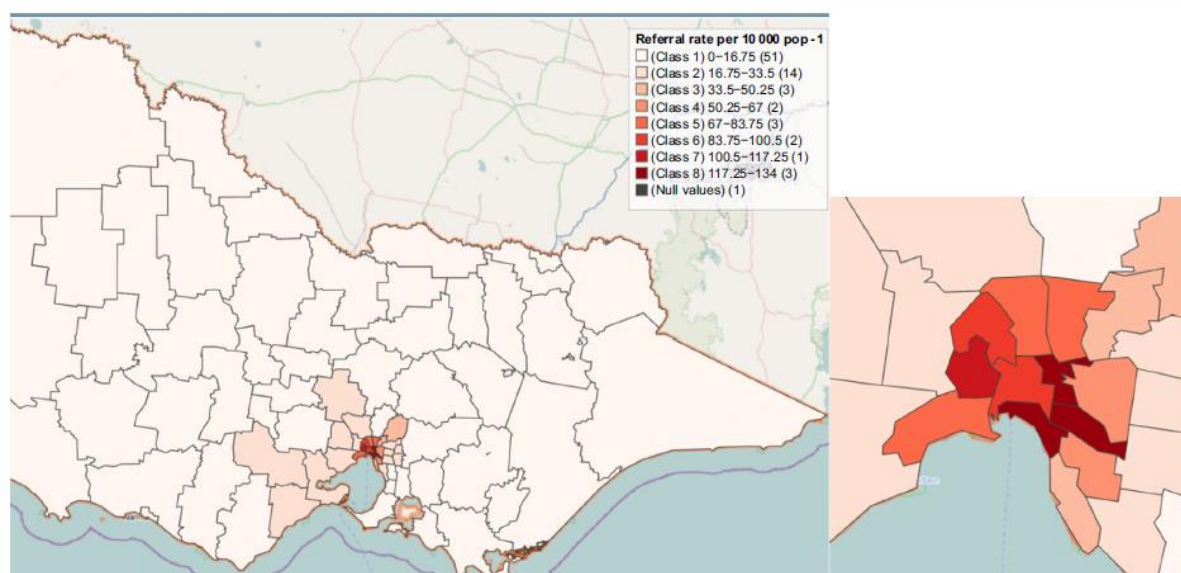 Referral rate per 10 000 pop -1
(Class 1) 0−16.75 (51)
(Class 2) 16.75−33.5 (14)
(Class 3) 33.5−50.25 (3)
(Class 4) 50.25−67 (2)
(Class 5) 67−83.75 (3)
(Class 6) 83.75−100.5 (2)
(Class 7) 100.5−117.25 (1)
(Class 8) 117.25−134 (3)
(Null values) (1)